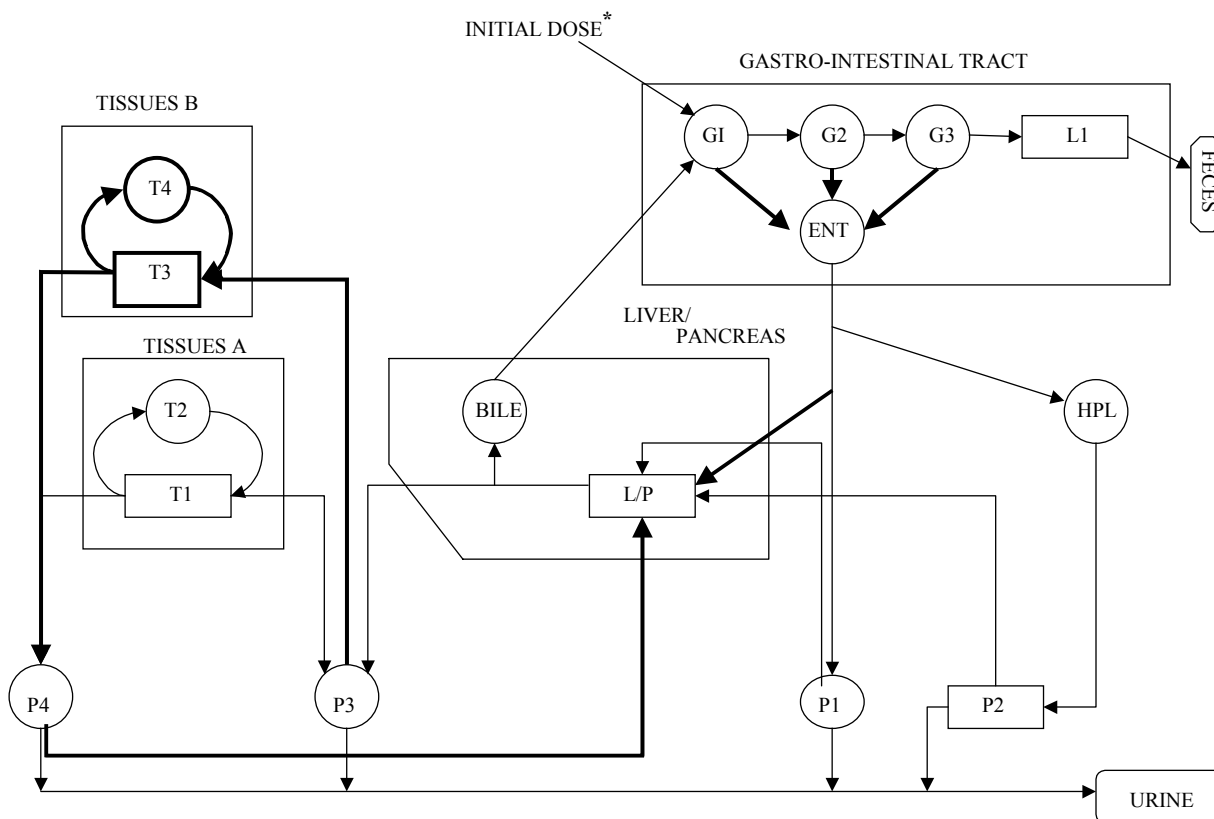 INITIAL DOSE*
GASTRO-INTESTINAL TRACT
TISSUES B
GI
G2
G3
L1
FECES
T4
ENT
T3
LIVER/
PANCREAS
TISSUES A
T2
BILE
HPL
T1
L/P
P4
P3
P1
P2
URINE